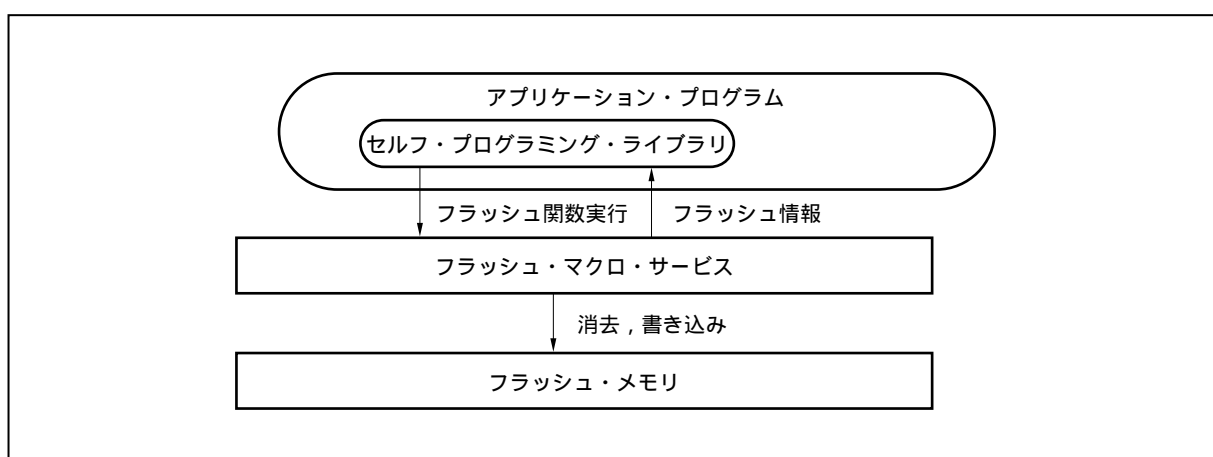 アプリケーション・プログラム
セルフ・プログラミング・ライブラリ
フラッシュ関数実行
フラッシュ情報
フラッシュ・マクロ・サービス
消去，書き込み
フラッシュ・メモリ